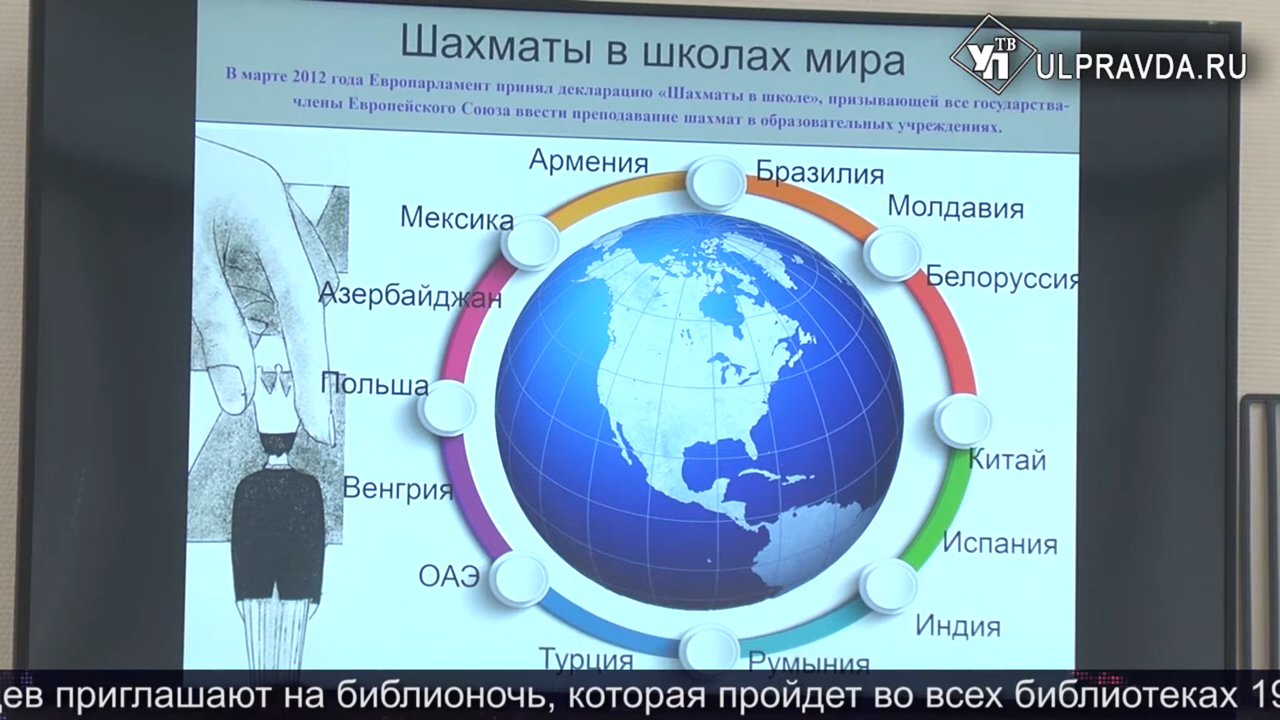 Шахматы в школах мира
УП ТВ ULPRAVDA.RU
В марте 2012 года Европарламент принял декларацию «Шахматы в школе», призывающей все государства-
члены Европейского Союза ввести преподавание шахмат в образовательных учреждениях.
Армения
Бразилия
Мексика
Молдавия
Азербайджан
Белоруссия
Польша
Китай
Венгрия
Испания
ОАЭ
Индия
Турция
Румыния
цев приглашают на библионочь, которая пройдет во всех библиотеках 19